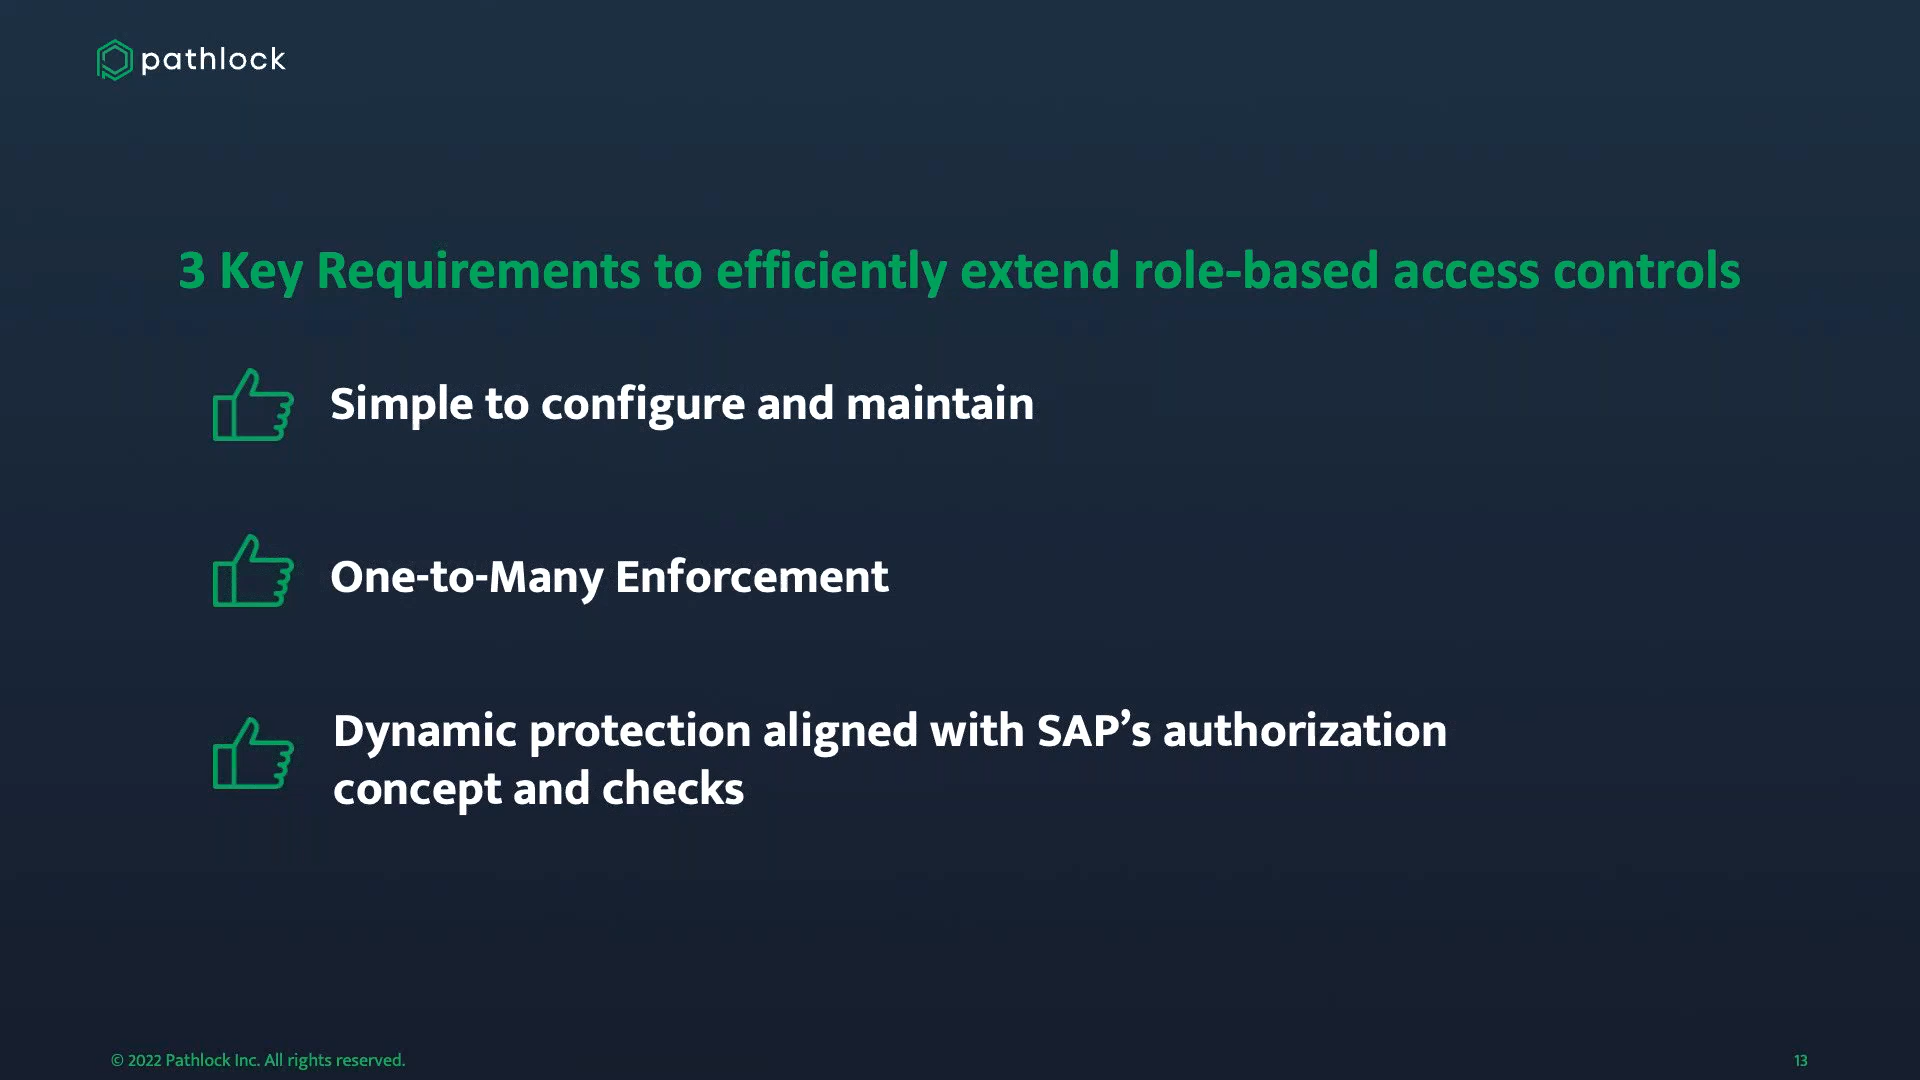 pathlock
3 Key Requirements to efficiently extend role-based access controls
Simple to configure and maintain
One-to-Many Enforcement
Dynamic protection aligned with SAP’s authorization
concept and checks
© 2022 Pathlock Inc. All rights reserved.
13